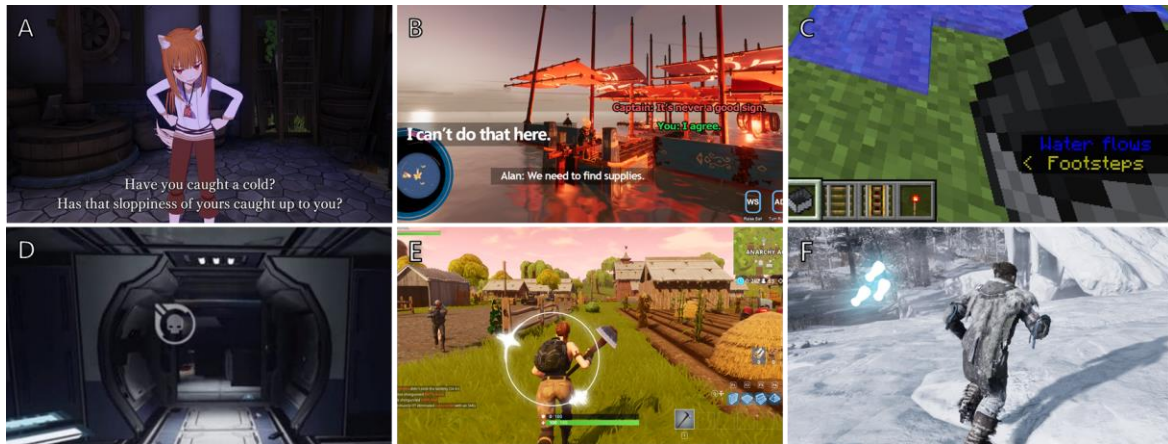 A
Have you caught a cold?
Has that sloppiness of yours caught up to you?
B
Captain: It's never a good sign.
You: I agree.
I can't do that here.
Alan: We need to find supplies.
WS
C
Water flows
< Footsteps
D
E
ANARCHY
F